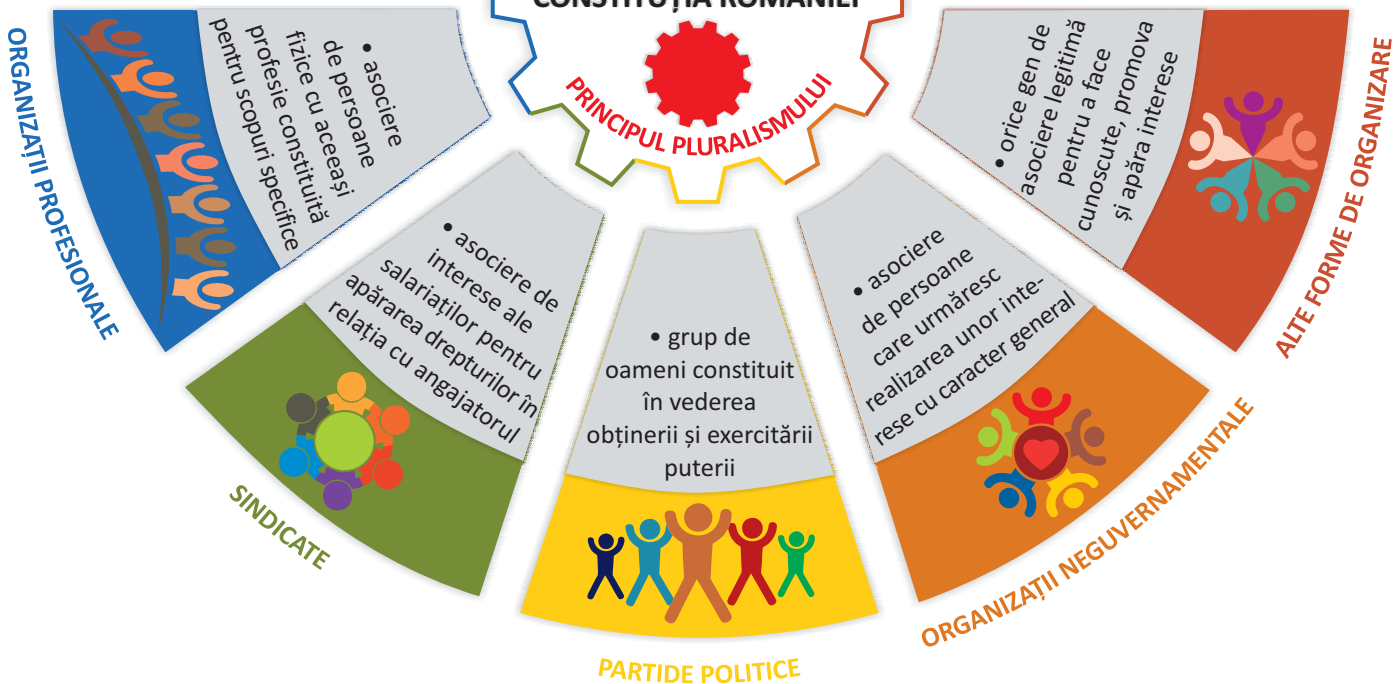 CONSTITUȚIA ROMÂNIEI
PRINCIPUL PLURALISMULUI
ORGANIZAȚII PROFESIONALE
• asociere
de persoane
fizice cu aceeași
profesie constituită
pentru scopuri specifice
SINDICATE
• asociere de
interese ale
salariaților pentru
apărarea drepturilor în
relația cu angajatorul
PARTIDE POLITICE
• grup de
oameni constituit
în vederea
obținerii și exercitării
puterii
ORGANIZAȚII NEGUVERNAMENTALE
• asociere
de persoane
care urmăresc
realizarea unor inte-
rese cu caracter general
ALTE FORME DE ORGANIZARE
• orice gen de
asociere legitimă
pentru a face
cunoscute, promova
și apăra interese